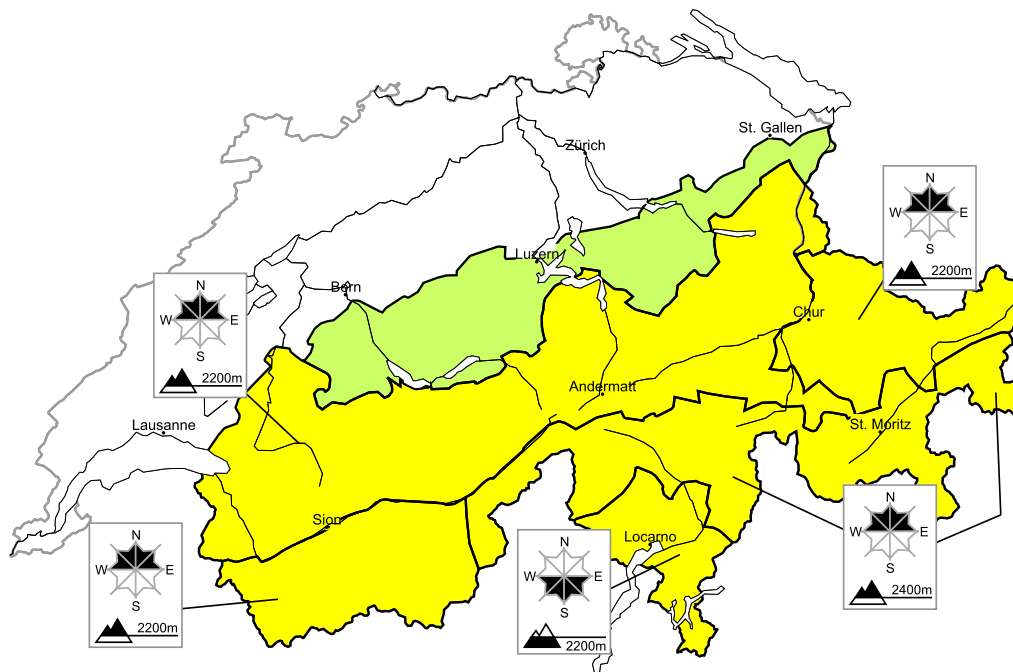 St. Gallen
Zürich
N
W E
S
2200m
Luzern
Bern
N
W E
S
2200m
Chur
Andermatt
Lausanne
St. Moritz
N
W E
S
2400m
Sion
Locarno
N
W E
S
2200m
N
W E
S
2200m